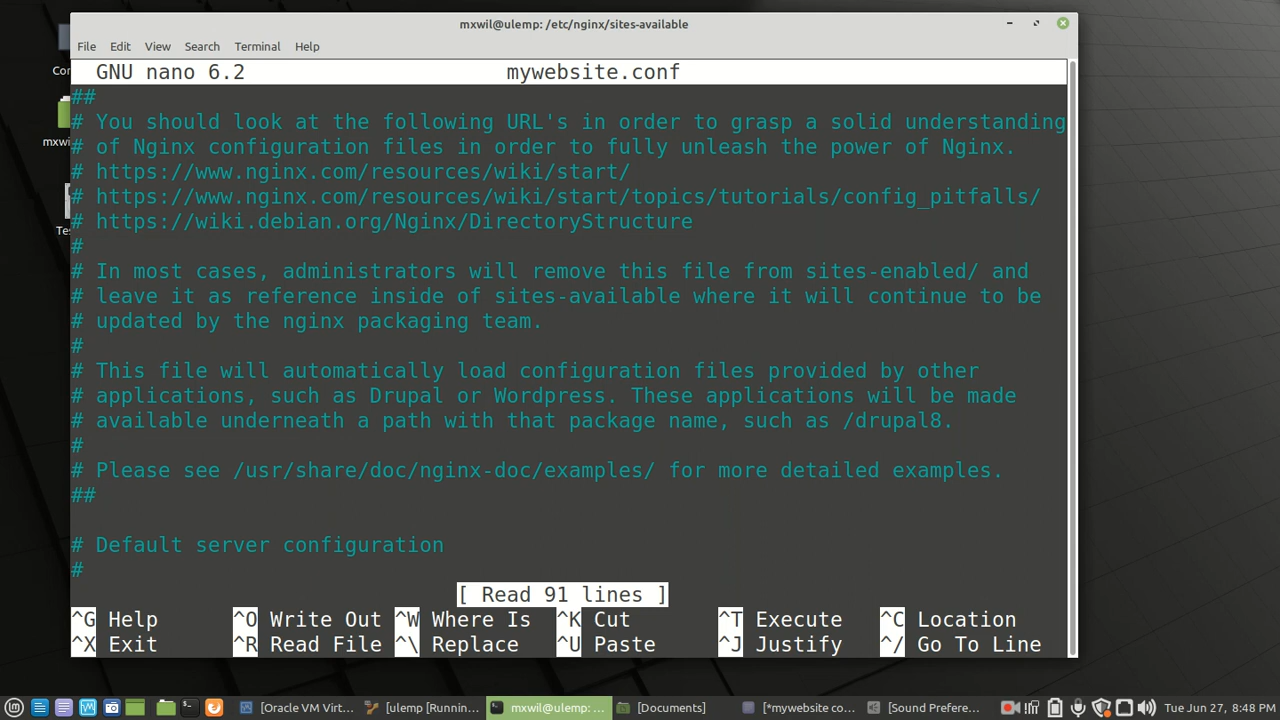 mxwil@ulemp: /etc/nginx/sites-available
File Edit View Search Terminal Help
GNU nano 6.2 mywebsite.conf
##
# You should look at the following URL's in order to grasp a solid understanding
# of Nginx configuration files in order to fully unleash the power of Nginx.
# https://www.nginx.com/resources/wiki/start/
# https://www.nginx.com/resources/wiki/start/topics/tutorials/config_pitfalls/
# https://wiki.debian.org/Nginx/DirectoryStructure
#
# In most cases, administrators will remove this file from sites-enabled/ and
# leave it as reference inside of sites-available where it will continue to be
# updated by the nginx packaging team.
#
# This file will automatically load configuration files provided by other
# applications, such as Drupal or Wordpress. These applications will be made
# available underneath a path with that package name, such as /drupal8.
#
# Please see /usr/share/doc/nginx-doc/examples/ for more detailed examples.
##
# Default server configuration
#
[ Read 91 lines ]
^G Help ^O Write Out ^W Where Is ^K Cut ^T Execute ^C Location
^X Exit ^R Read File ^\ Replace ^U Paste ^J Justify ^/ Go To Line
Con
mxwi
Tes
[Oracle VM Virt... [ulemp [Runnin... mxwil@ulemp: ... [Documents] [*mywebsite co... [Sound Prefere... Tue Jun 27, 8:48 PM